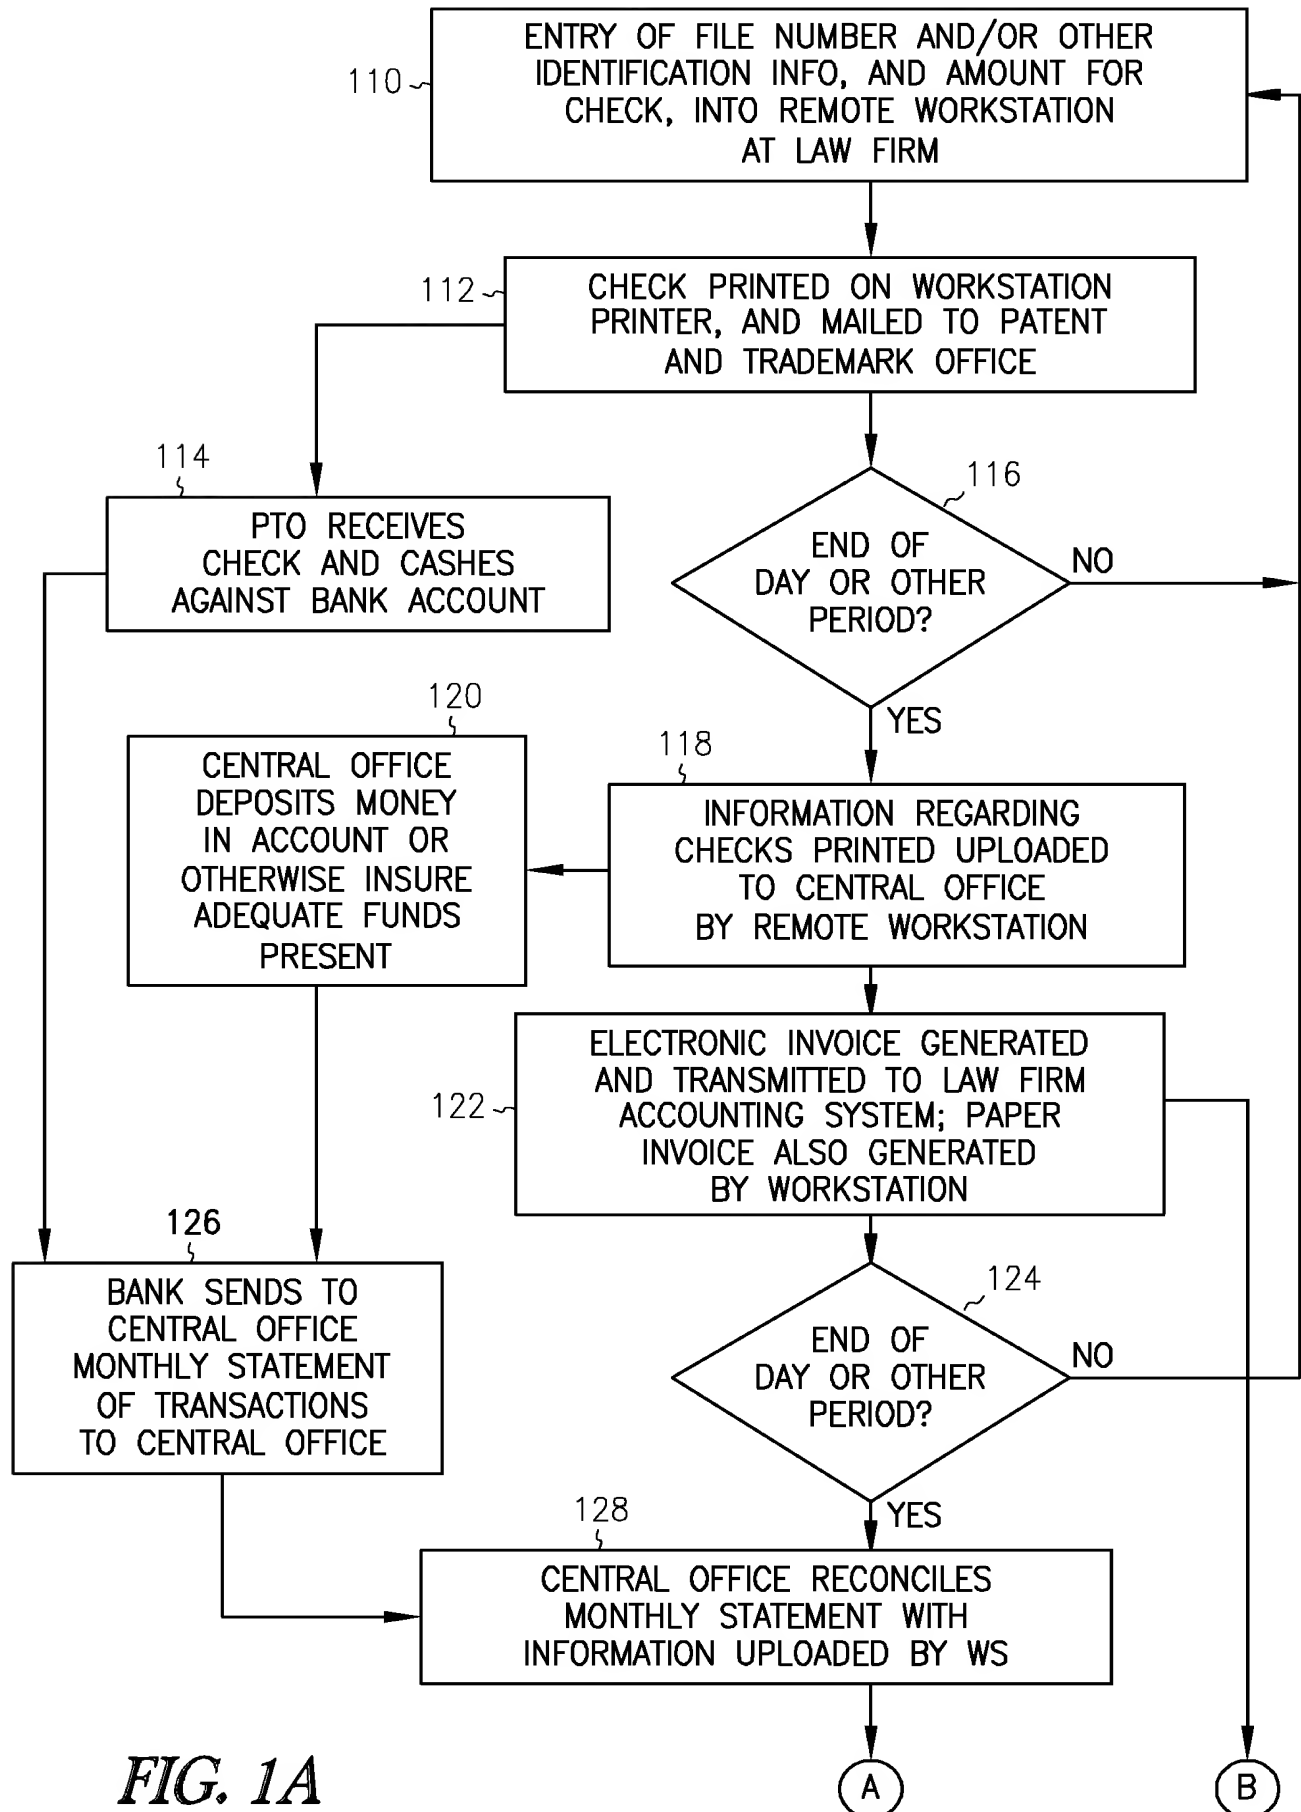 ENTRY OF FILE NUMBER AND/OR OTHER
IDENTIFICATION INFO, AND AMOUNT FOR
CHECK, INTO REMOTE WORKSTATION
AT LAW FIRM
110
112
CHECK PRINTED ON WORKSTATION
PRINTER, AND MAILED TO PATENT
AND TRADEMARK OFFICE
114
PTO RECEIVES
CHECK AND CASHES
AGAINST BANK ACCOUNT
116
END OF
DAY OR OTHER
PERIOD?
NO
YES
118
INFORMATION REGARDING
CHECKS PRINTED UPLOADED
TO CENTRAL OFFICE
BY REMOTE WORKSTATION
120
CENTRAL OFFICE
DEPOSITS MONEY
IN ACCOUNT OR
OTHERWISE INSURE
ADEQUATE FUNDS
PRESENT
122
ELECTRONIC INVOICE GENERATED
AND TRANSMITTED TO LAW FIRM
ACCOUNTING SYSTEM; PAPER
INVOICE ALSO GENERATED
BY WORKSTATION
124
END OF
DAY OR OTHER
PERIOD?
NO
YES
126
BANK SENDS TO
CENTRAL OFFICE
MONTHLY STATEMENT
OF TRANSACTIONS
TO CENTRAL OFFICE
128
CENTRAL OFFICE RECONCILES
MONTHLY STATEMENT WITH
INFORMATION UPLOADED BY WS
A
B
FIG. 1A